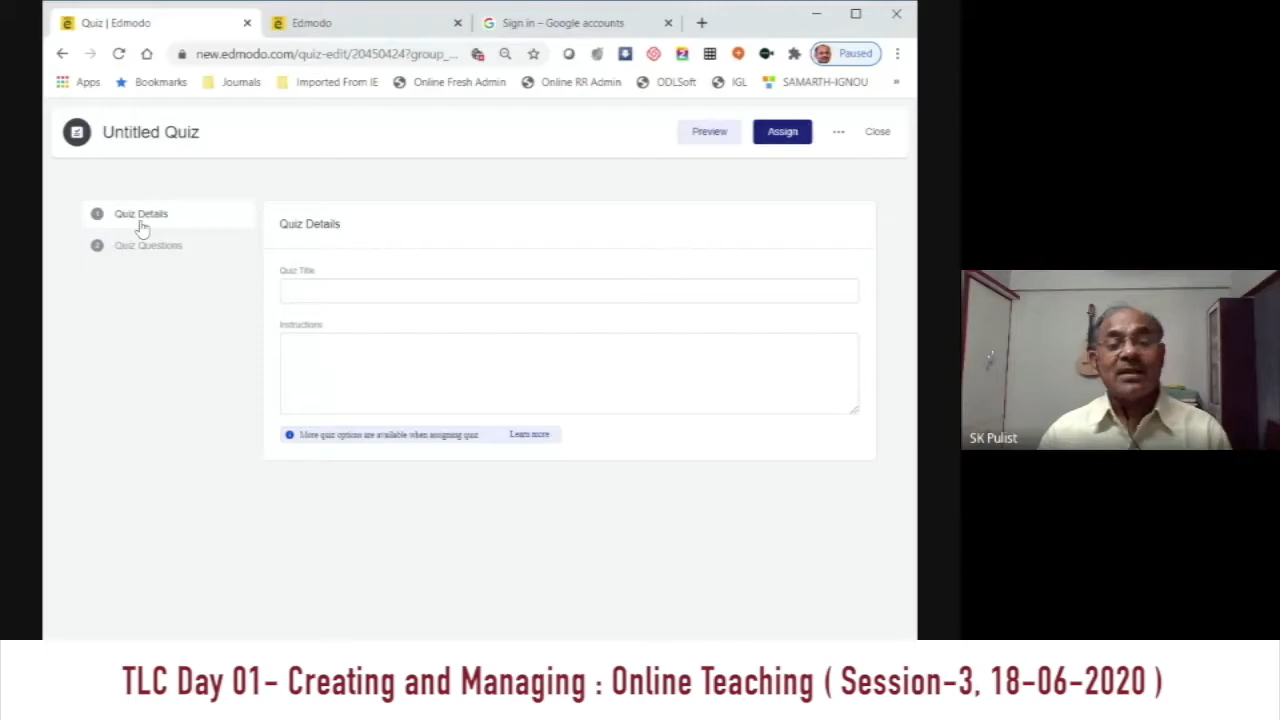 Quiz | Edmodo
Edmodo
Sign in – Google accounts
new.edmodo.com/quiz-edit/20450424?group_...
Paused
Apps
Bookmarks
Journals
Imported From IE
Online Fresh Admin
Online RR Admin
ODLSoft
IGL
SAMARTH-IGNOU
»
Untitled Quiz
Preview
Assign
Close
1 Quiz Details
2 Quiz Questions
Quiz Details
Quiz Title
Instructions
More quiz options are available when assigning quiz
Learn more
SK Pulist
TLC Day 01- Creating and Managing : Online Teaching ( Session-3, 18-06-2020 )